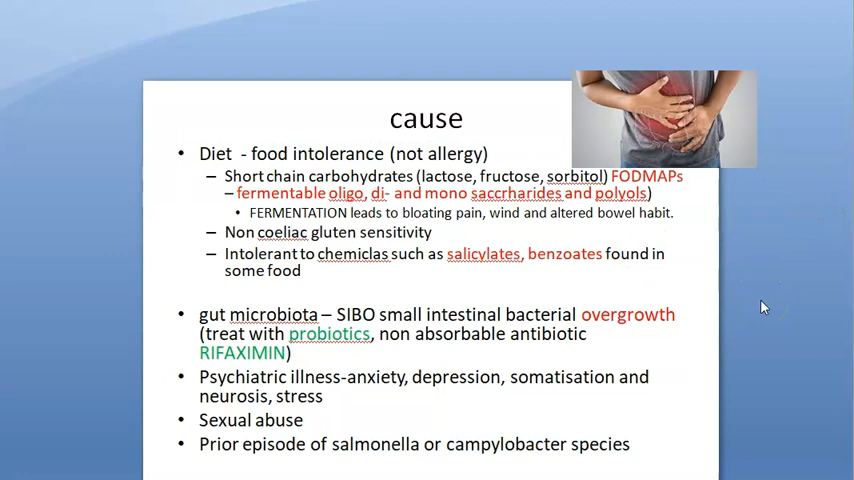 cause
• Diet - food intolerance (not allergy)
– Short chain carbohydrates (lactose, fructose, sorbitol) FODMAPs
– fermentable oligo, di- and mono saccrharides and polyols)
• FERMENTATION leads to bloating pain, wind and altered bowel habit.
– Non coeliac gluten sensitivity
– Intolerant to chemiclas such as salicylates, benzoates found in
some food
• gut microbiota – SIBO small intestinal bacterial overgrowth
(treat with probiotics, non absorbable antibiotic
RIFAXIMIN)
• Psychiatric illness-anxiety, depression, somatisation and
neurosis, stress
• Sexual abuse
• Prior episode of salmonella or campylobacter species